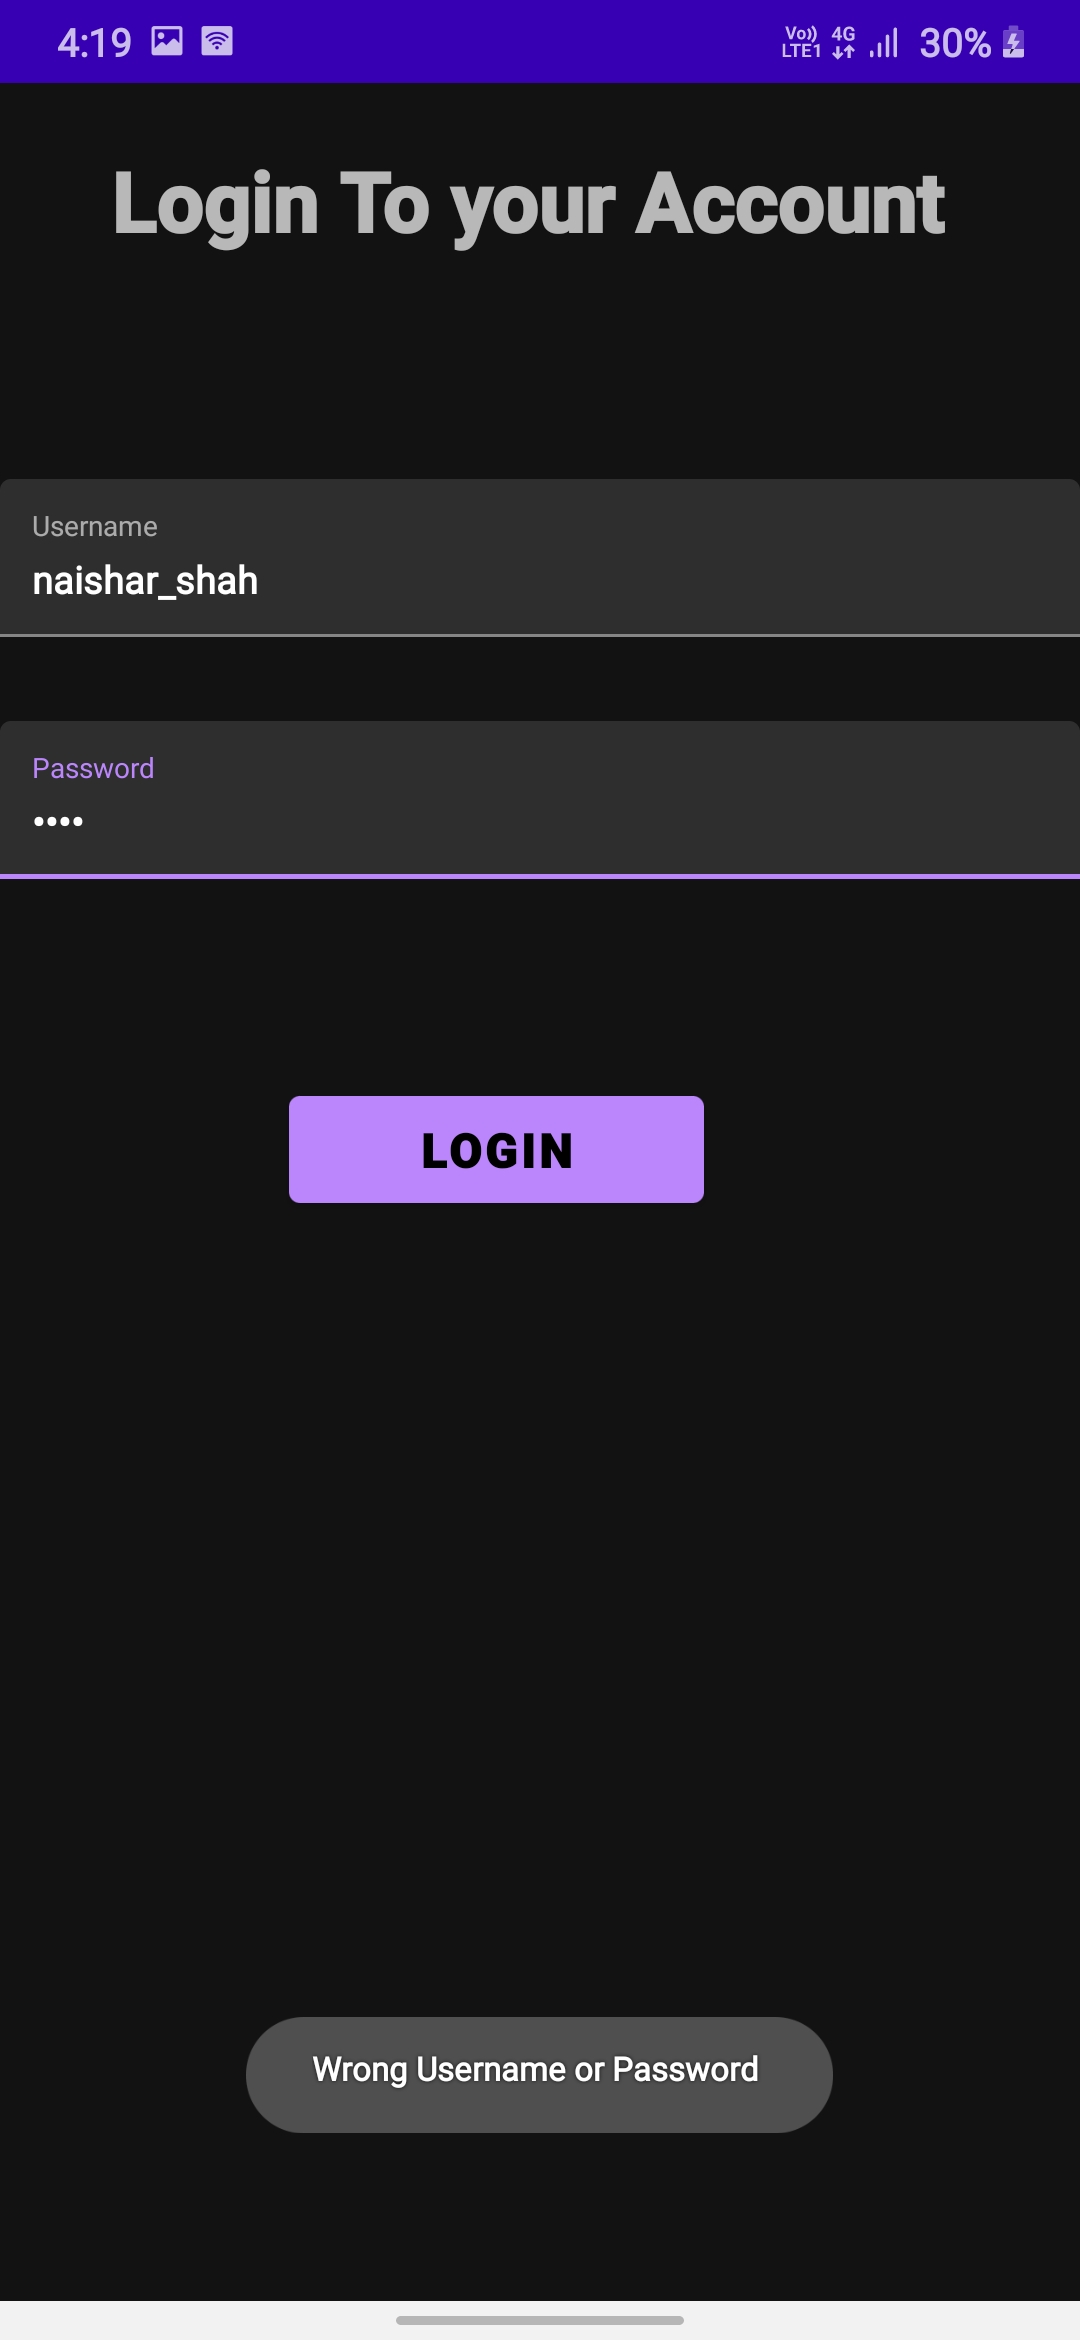 4:19 Vo)) LTE1 4G 30%
Login To your Account
Username
naishar_shah
Password
••••
LOGIN
Wrong Username or Password